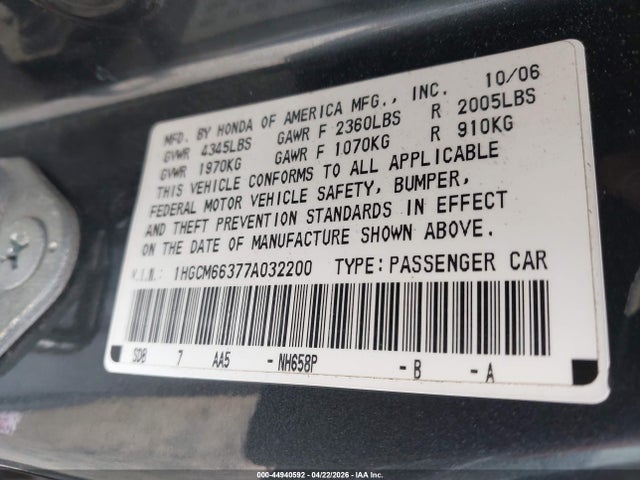 MFD. BY HONDA OF AMERICA MFG., INC. 10/06
GVWR 4345LBS GAWR F 2360LBS R 2005LBS
GVWR 1970KG GAWR F 1070KG R 910KG
THIS VEHICLE CONFORMS TO ALL APPLICABLE
FEDERAL MOTOR VEHICLE SAFETY, BUMPER,
AND THEFT PREVENTION STANDARDS IN EFFECT
ON THE DATE OF MANUFACTURE SHOWN ABOVE.
V.I.N.: 1HGCM66377A032200 TYPE:PASSENGER CAR
SDB 7 AA5 -NH658P -B -A
000-44940592 - 04/22/2026 - IAA Inc.